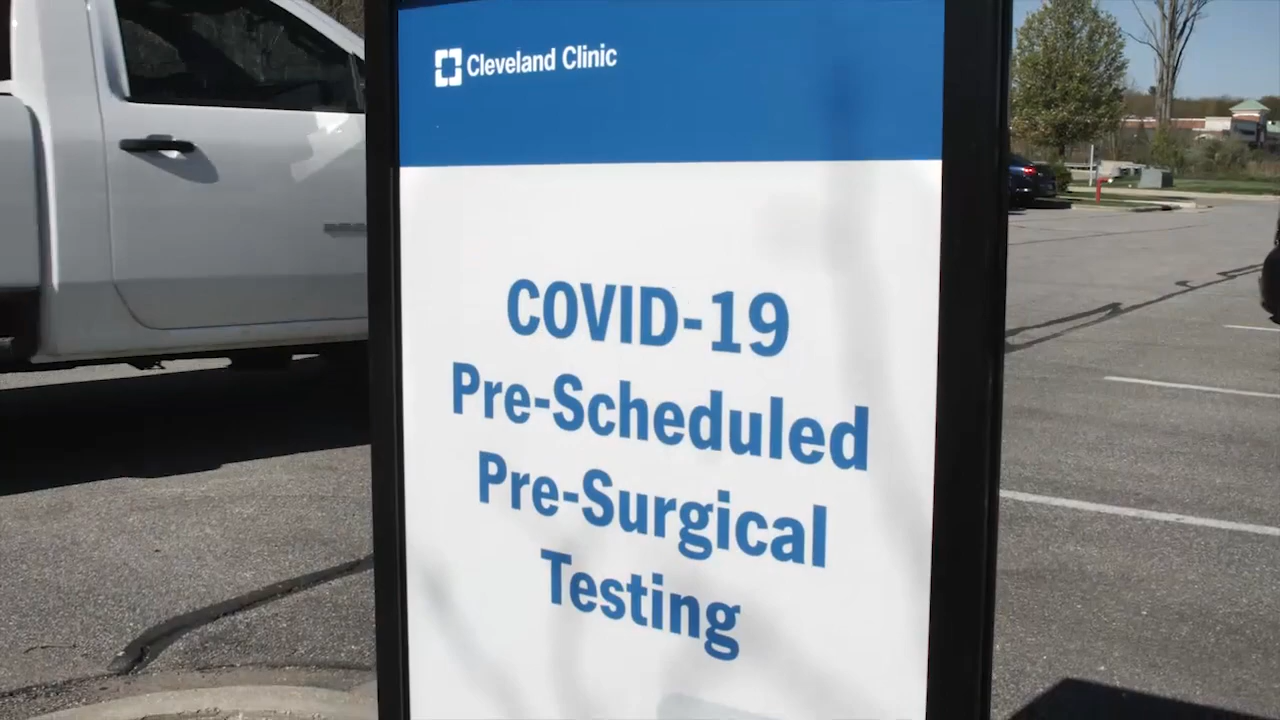 Cleveland Clinic
COVID-19
Pre-Scheduled
Pre-Surgical
Testing